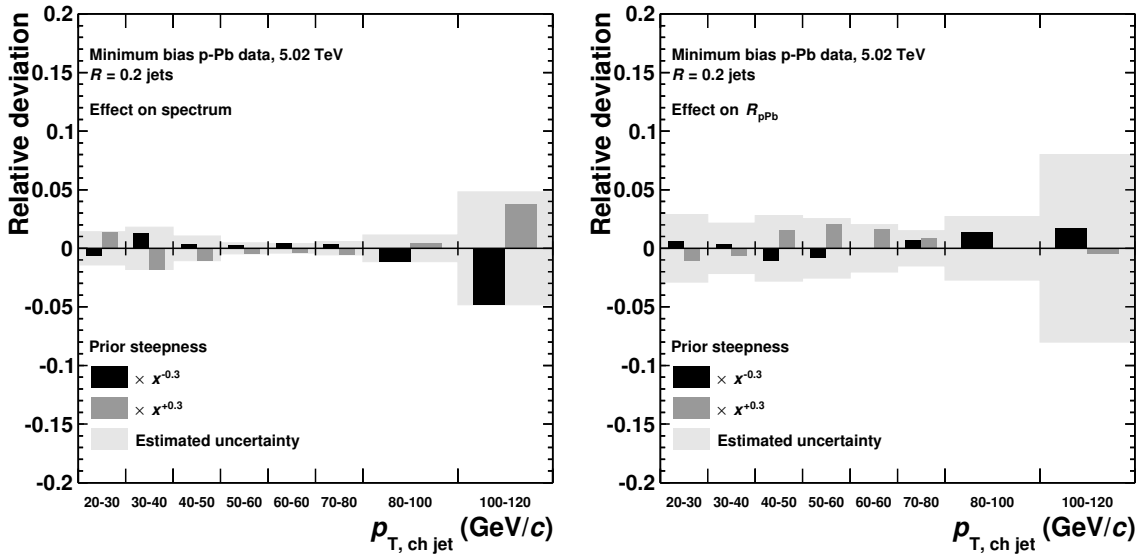 Relative deviation
0.2
0.15
0.1
0.05
0
-0.05
-0.1
-0.15
-0.2
Minimum bias p-Pb data, 5.02 TeV
R = 0.2 jets
Effect on spectrum
Prior steepness
× x^-0.3
× x^+0.3
Estimated uncertainty
20-30 30-40 40-50 50-60 60-60 70-80 80-100 100-120
p_T, ch jet (GeV/c)
Relative deviation
0.2
0.15
0.1
0.05
0
-0.05
-0.1
-0.15
-0.2
Minimum bias p-Pb data, 5.02 TeV
R = 0.2 jets
Effect on R_pPb
Prior steepness
× x^-0.3
× x^+0.3
Estimated uncertainty
20-30 30-40 40-50 50-60 60-60 70-80 80-100 100-120
p_T, ch jet (GeV/c)